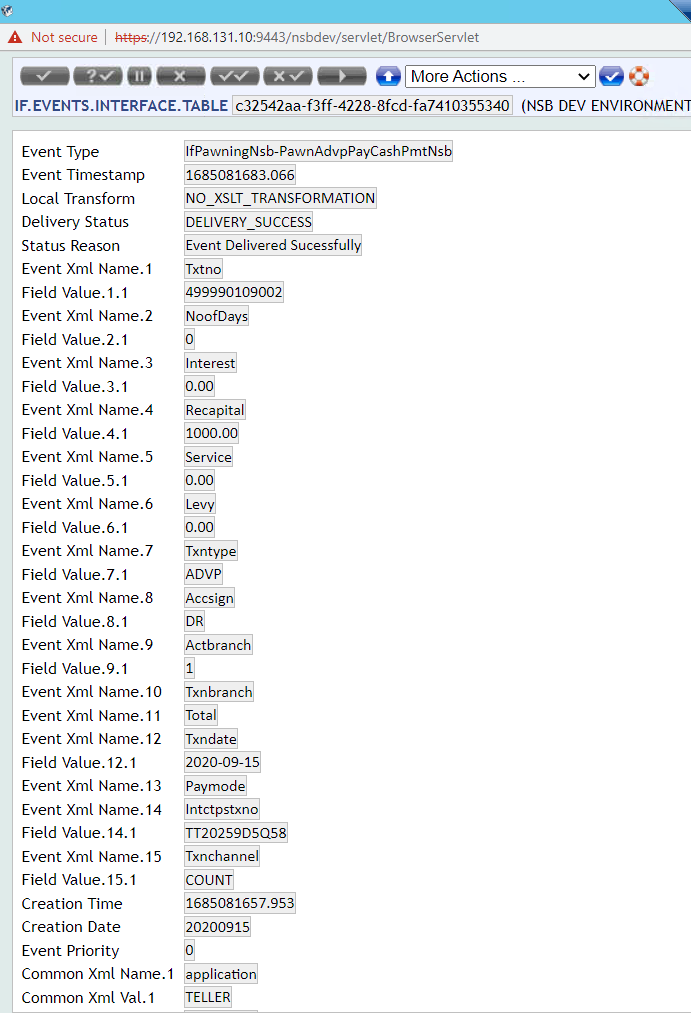 Not secure | https://192.168.131.10:9443/nsbdev/servlet/BrowserServlet
More Actions ...
IF.EVENTS.INTERFACE.TABLE c32542aa-f3ff-4228-8fcd-fa7410355340 (NSB DEV ENVIRONMENT
Event Type IfPawningNsb-PawnAdvpPayCashPmtNsb
Event Timestamp 1685081683.066
Local Transform NO_XSLT_TRANSFORMATION
Delivery Status DELIVERY_SUCCESS
Status Reason Event Delivered Sucessfully
Event Xml Name.1 Txtno
Field Value.1.1 499990109002
Event Xml Name.2 NoofDays
Field Value.2.1 0
Event Xml Name.3 Interest
Field Value.3.1 0.00
Event Xml Name.4 Recapital
Field Value.4.1 1000.00
Event Xml Name.5 Service
Field Value.5.1 0.00
Event Xml Name.6 Levy
Field Value.6.1 0.00
Event Xml Name.7 Txntype
Field Value.7.1 ADVP
Event Xml Name.8 Accsign
Field Value.8.1 DR
Event Xml Name.9 Actbranch
Field Value.9.1 1
Event Xml Name.10 Txnbranch
Event Xml Name.11 Total
Event Xml Name.12 Txndate
Field Value.12.1 2020-09-15
Event Xml Name.13 Paymode
Event Xml Name.14 Intctpstxno
Field Value.14.1 TT20259D5Q58
Event Xml Name.15 Txnchannel
Field Value.15.1 COUNT
Creation Time 1685081657.953
Creation Date 20200915
Event Priority 0
Common Xml Name.1 application
Common Xml Val.1 TELLER